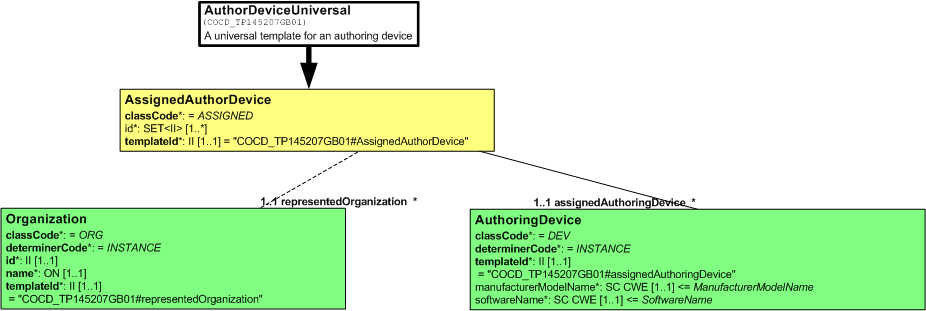 AuthorDeviceUniversal
(COCD_TP145207GB01)
A universal template for an authoring device
AssignedAuthorDevice
classCode*: = ASSIGNED
id*: SET<II> [1..*]
templateId*: II [1..1] = "COCD_TP145207GB01#AssignedAuthorDevice"
1..1 representedOrganization *
1..1 assignedAuthoringDevice *
Organization
classCode*: = ORG
determinerCode*: = INSTANCE
id*: II [1..1]
name*: ON [1..1]
templateId*: II [1..1]
= "COCD_TP145207GB01#representedOrganization"
AuthoringDevice
classCode*: = DEV
determinerCode*: = INSTANCE
templateId*: II [1..1]
= "COCD_TP145207GB01#assignedAuthoringDevice"
manufacturerModelName*: SC CWE [1..1] <= ManufacturerModelName
softwareName*: SC CWE [1..1] <= SoftwareName